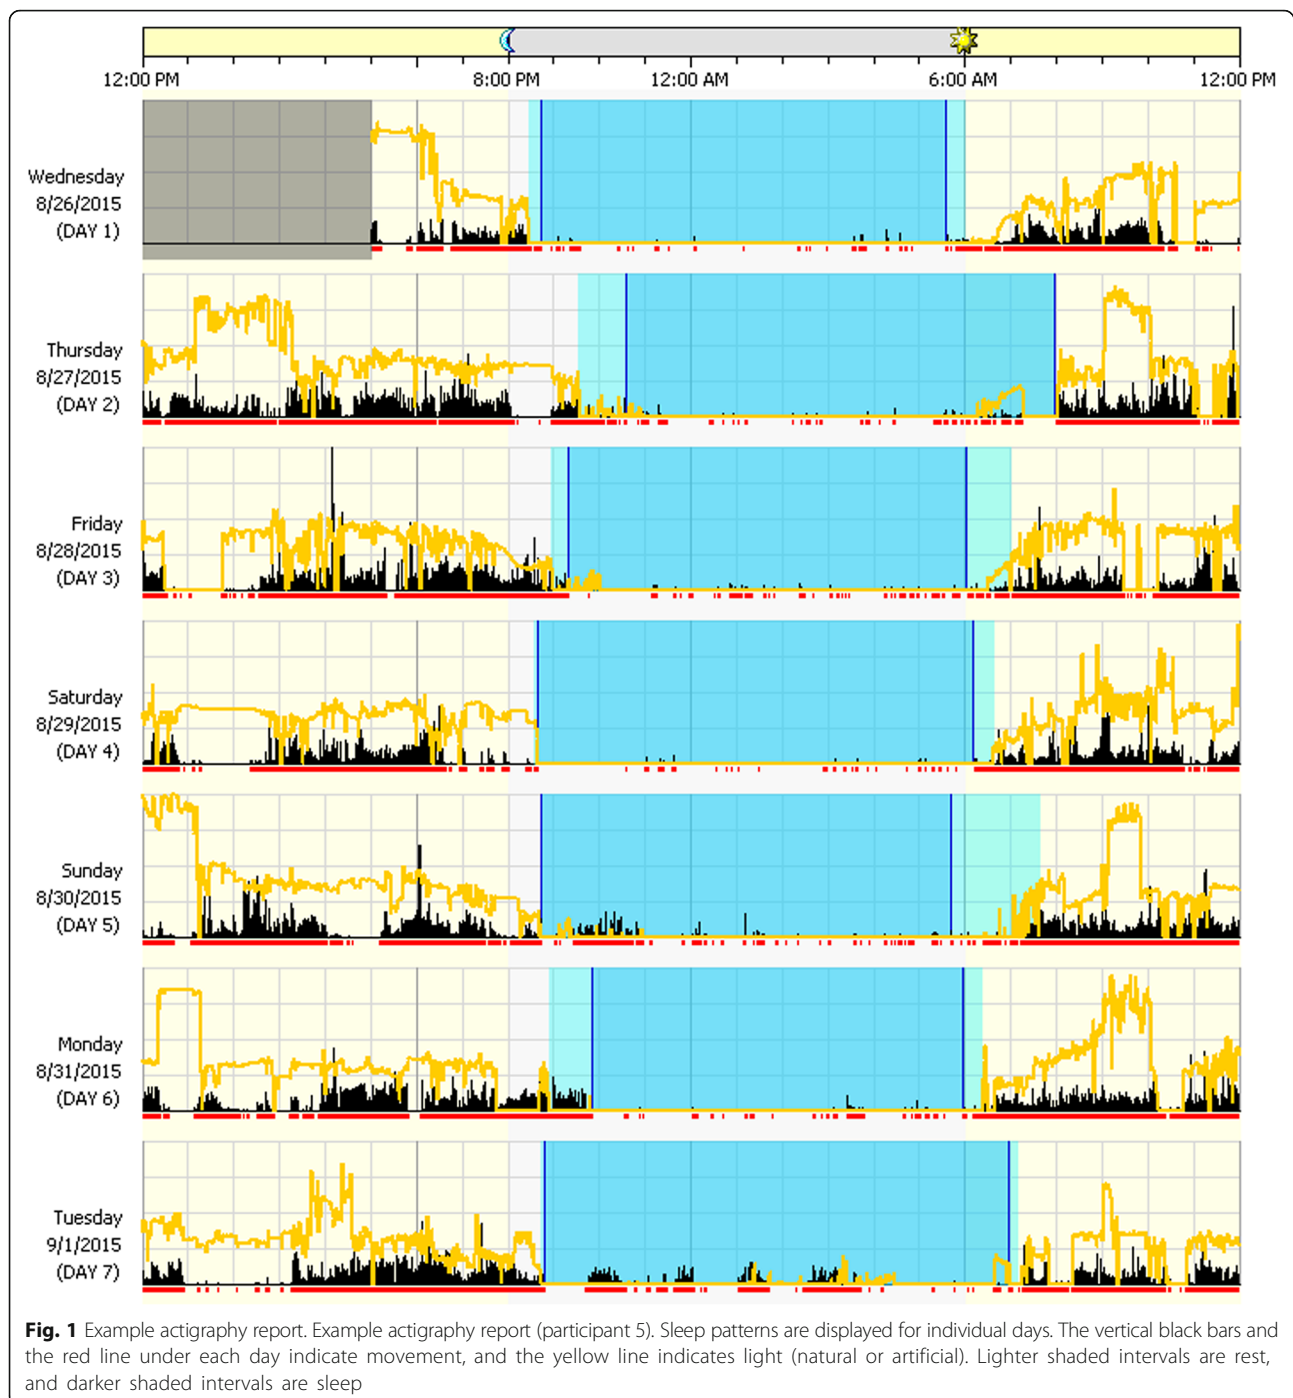 12:00 PM 8:00 PM 12:00 AM 6:00 AM 12:00 PM
Wednesday
8/26/2015
(DAY 1)
Thursday
8/27/2015
(DAY 2)
Friday
8/28/2015
(DAY 3)
Saturday
8/29/2015
(DAY 4)
Sunday
8/30/2015
(DAY 5)
Monday
8/31/2015
(DAY 6)
Tuesday
9/1/2015
(DAY 7)
Fig. 1 Example actigraphy report. Example actigraphy report (participant 5). Sleep patterns are displayed for individual days. The vertical black bars and
the red line under each day indicate movement, and the yellow line indicates light (natural or artificial). Lighter shaded intervals are rest,
and darker shaded intervals are sleep